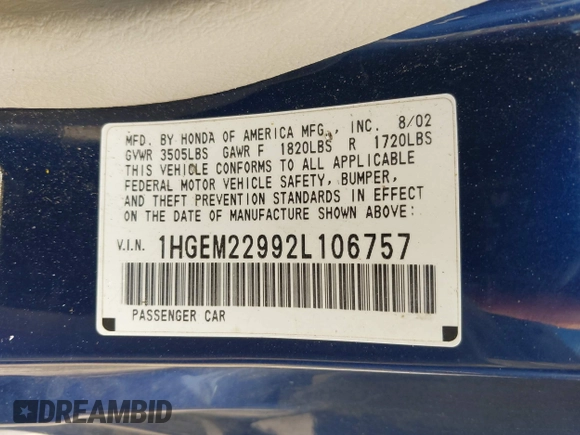 MFD. BY HONDA OF AMERICA MFG., INC. 8/02
GVWR 3505LBS GAWR F 1820LBS R 1720LBS
THIS VEHICLE CONFORMS TO ALL APPLICABLE
FEDERAL MOTOR VEHICLE SAFETY, BUMPER,
AND THEFT PREVENTION STANDARDS IN EFFECT
ON THE DATE OF MANUFACTURE SHOWN ABOVE:
V.I.N. 1HGEM22992L106757
PASSENGER CAR
DREAMBID